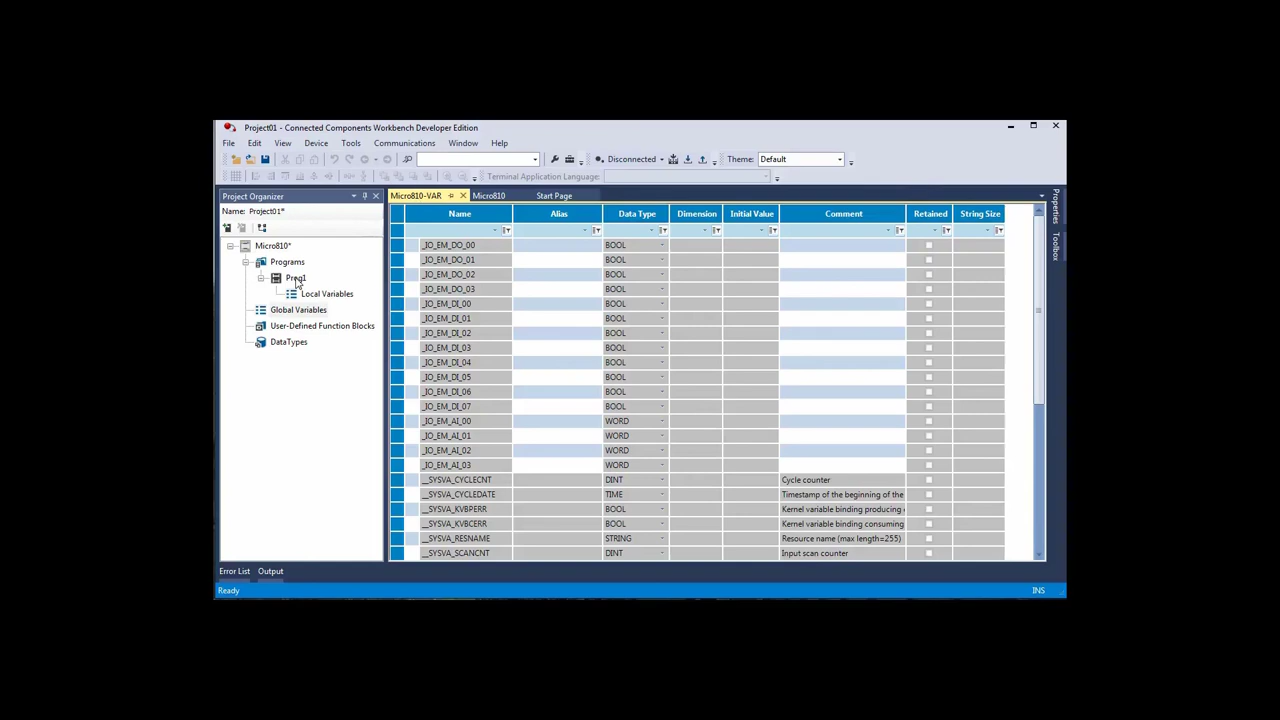 Project01 - Connected Components Workbench Developer Edition
File Edit View Device Tools Communications Window Help
Disconnected Theme: Default
Terminal Application Language:
Project Organizer
Name: Project01*
Micro810*
Programs
Prog1
Local Variables
Global Variables
User-Defined Function Blocks
DataTypes
Micro810-VAR Micro810 Start Page
Name Alias Data Type Dimension Initial Value Comment Retained String Size
_IO_EM_DO_00 BOOL
_IO_EM_DO_01 BOOL
_IO_EM_DO_02 BOOL
_IO_EM_DO_03 BOOL
_IO_EM_DI_00 BOOL
_IO_EM_DI_01 BOOL
_IO_EM_DI_02 BOOL
_IO_EM_DI_03 BOOL
_IO_EM_DI_04 BOOL
_IO_EM_DI_05 BOOL
_IO_EM_DI_06 BOOL
_IO_EM_DI_07 BOOL
_IO_EM_AI_00 WORD
_IO_EM_AI_01 WORD
_IO_EM_AI_02 WORD
_IO_EM_AI_03 WORD
__SYSVA_CYCLECNT DINT Cycle counter
__SYSVA_CYCLEDATE TIME Timestamp of the beginning of the
__SYSVA_KVBPERR BOOL Kernel variable binding producing
__SYSVA_KVBCERR BOOL Kernel variable binding consuming
__SYSVA_RESNAME STRING Resource name (max length=255)
__SYSVA_SCANCNT DINT Input scan counter
Properties
Toolbox
Error List Output
Ready INS